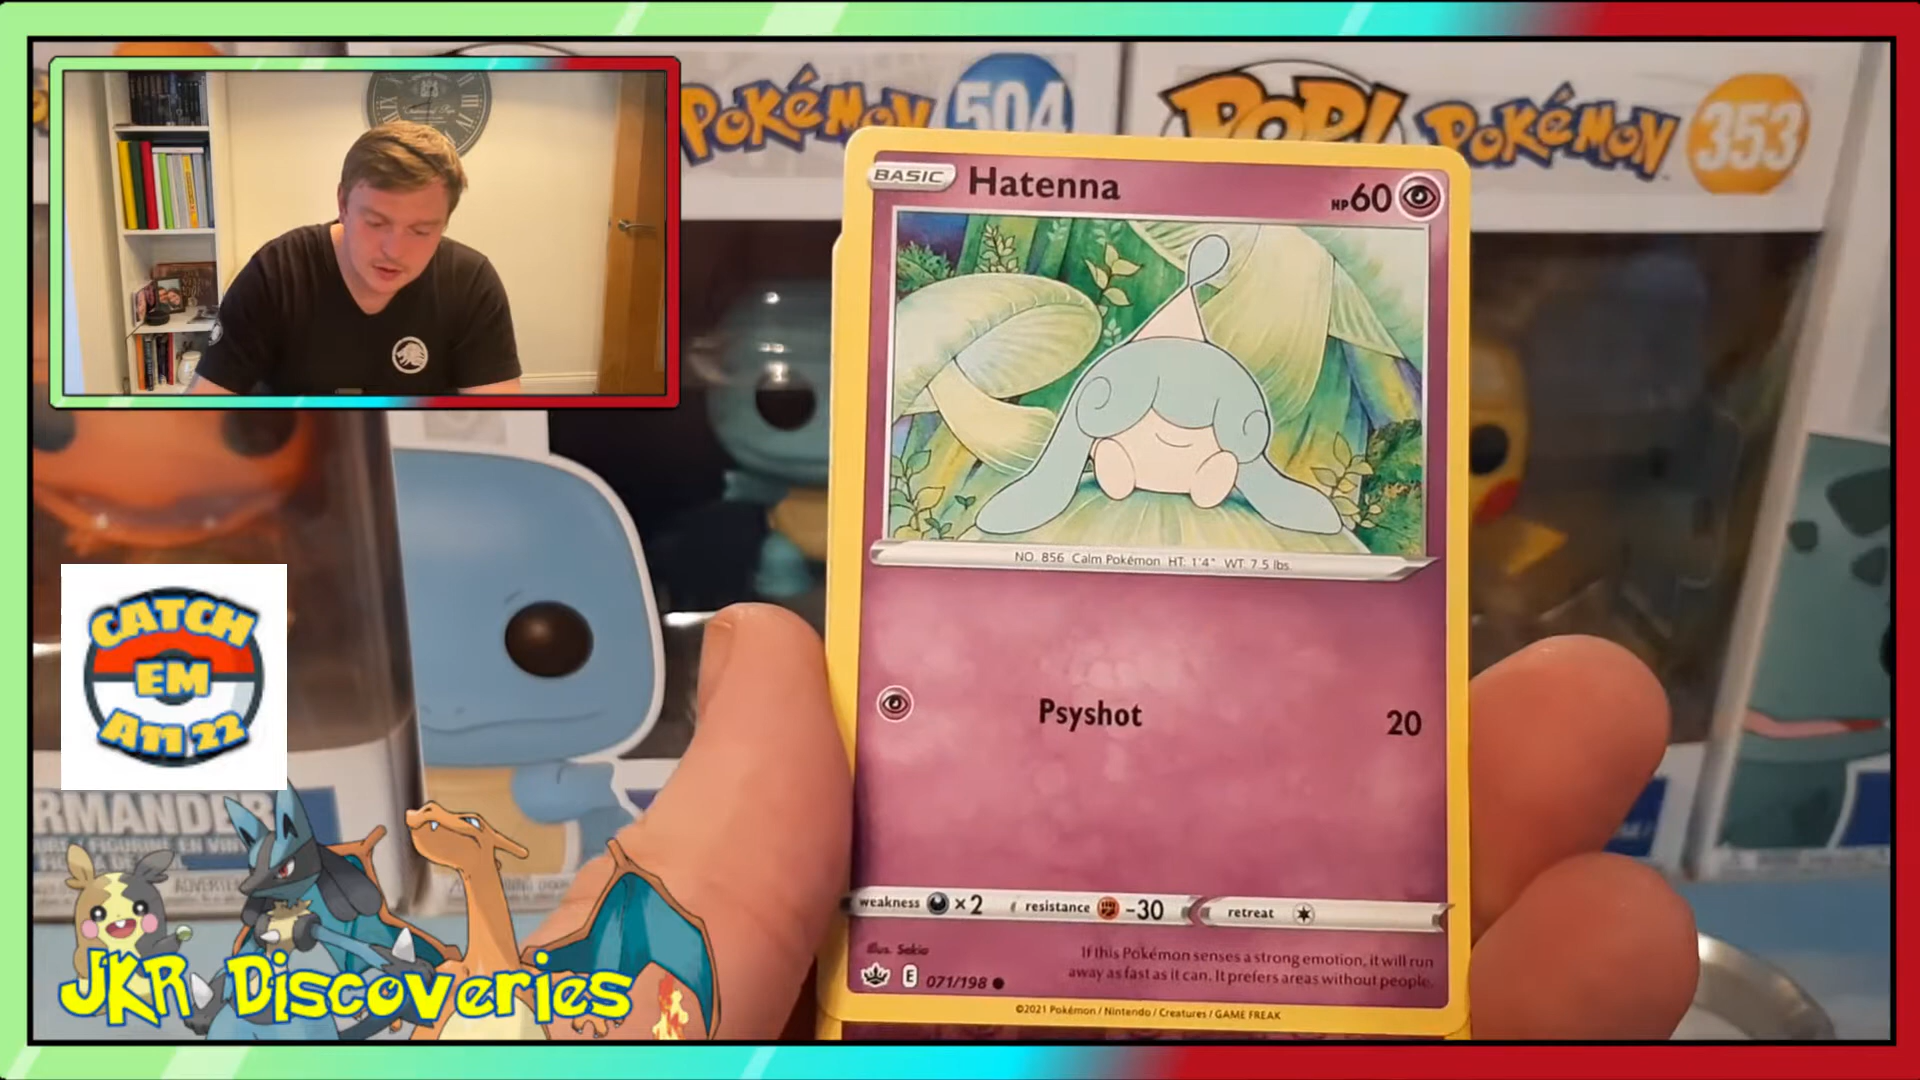 POKéMON 504
POP! POKéMON 353
BASIC Hatenna HP 60
NO. 856 Calm Pokémon HT: 1'4" WT: 7.5 lbs.
Psyshot 20
weakness ×2 resistance -30 retreat
Illus. Sekio
If this Pokémon senses a strong emotion, it will run
away as fast as it can. It prefers areas without people.
E 071/198
©2021 Pokémon / Nintendo / Creatures / GAME FREAK
CATCH
EM
A11 22
RMANDER
JKR Discoveries